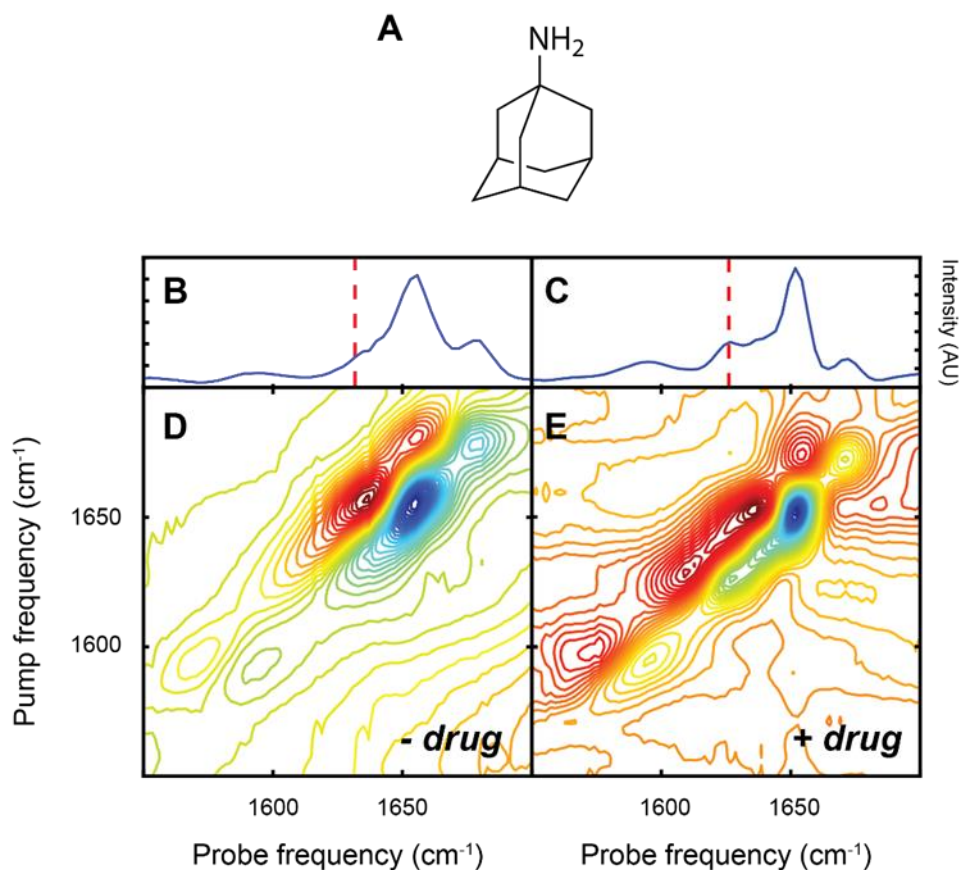 A
NH₂
B
C
Intensity (AU)
D
E
- drug
+ drug
1650
1600
Pump frequency (cm⁻¹)
1600
1650
1600
1650
Probe frequency (cm⁻¹)
Probe frequency (cm⁻¹)